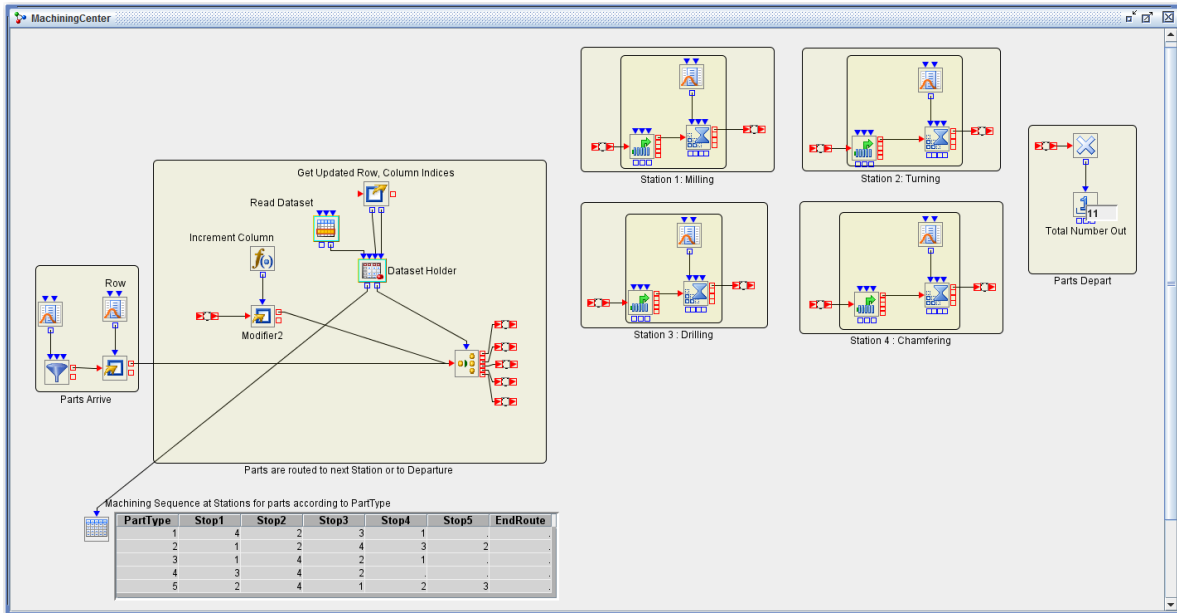 MachiningCenter
Get Updated Row, Column Indices
Read Dataset
Increment Column
Dataset Holder
Row
Modifier2
Parts Arrive
Parts are routed to next Station or to Departure
Station 1: Milling
Station 2: Turning
Station 3 : Drilling
Station 4 : Chamfering
11
Total Number Out
Parts Depart
Machining Sequence at Stations for parts according to PartType
PartType Stop1 Stop2 Stop3 Stop4 Stop5 EndRoute
1 4 2 3 1 . .
2 1 2 4 3 2 .
3 1 4 2 1 . .
4 3 4 2 . . .
5 2 4 1 2 3 .